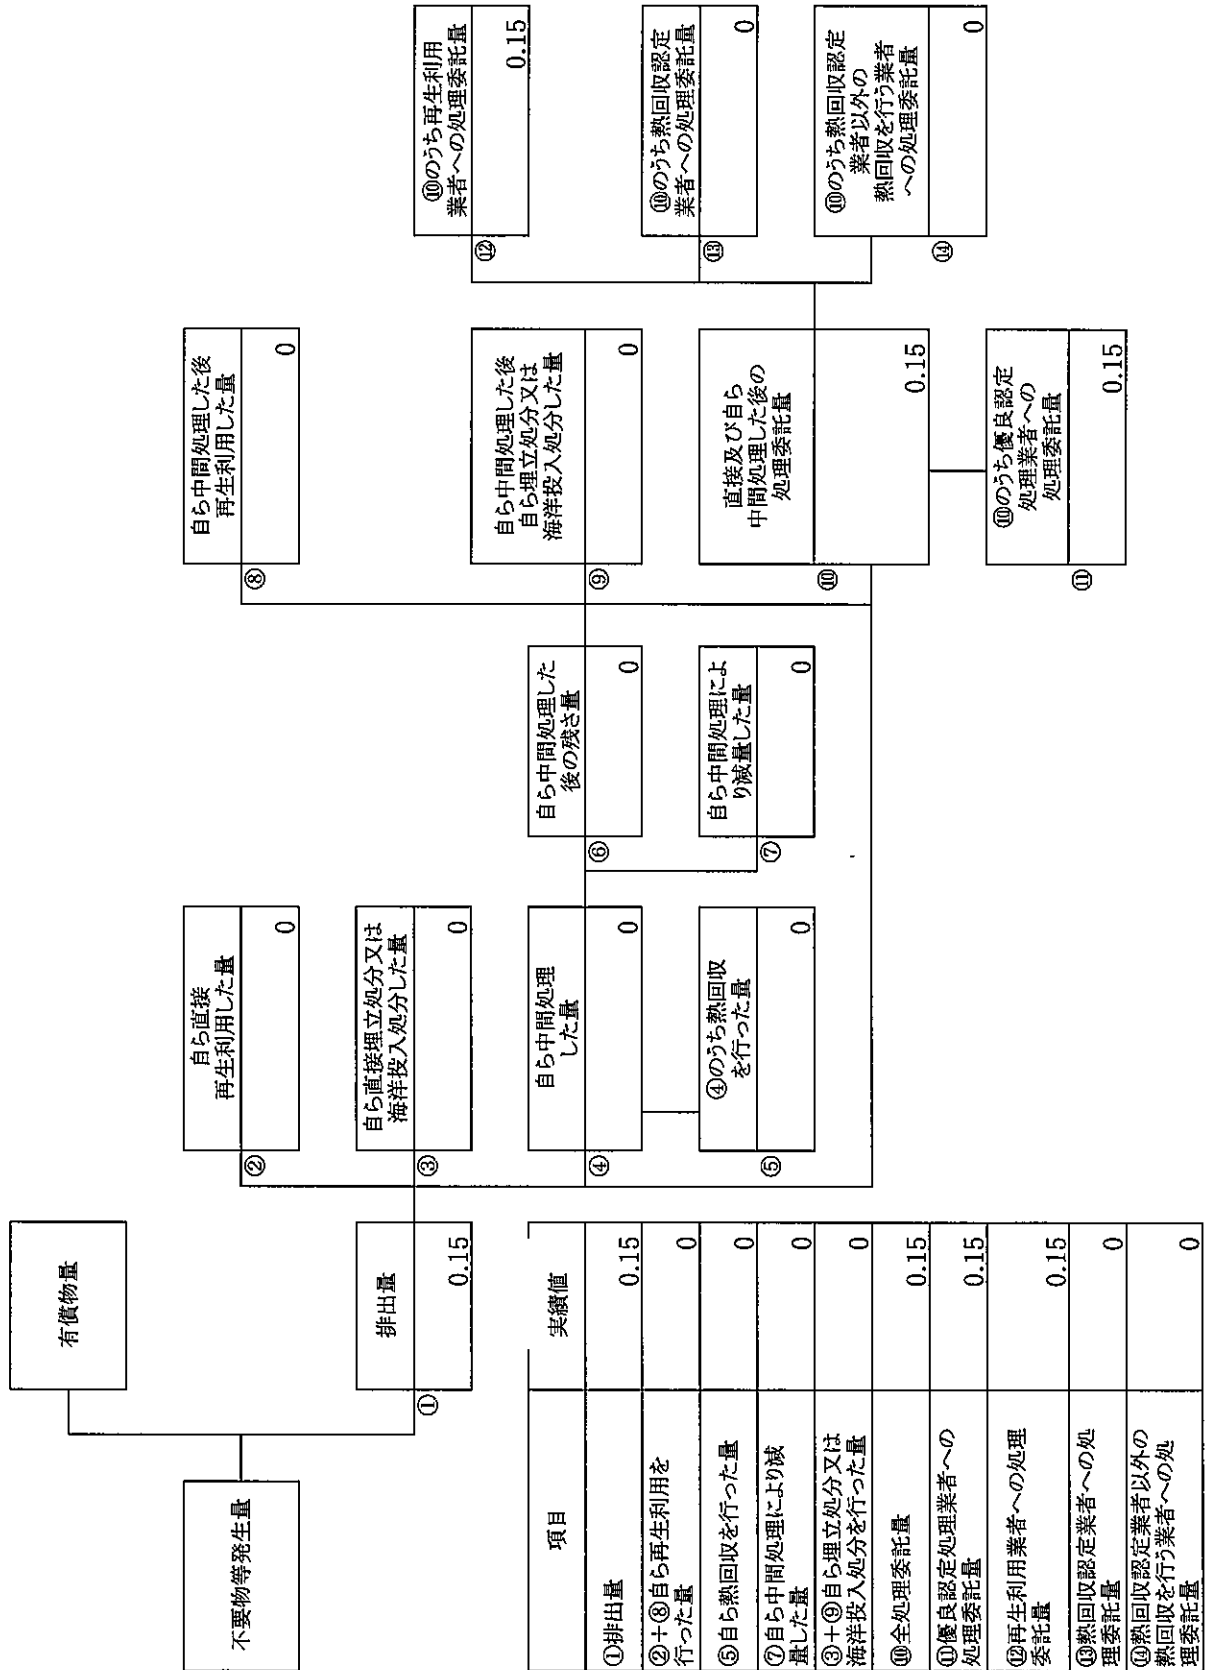 有償物量
不要物等発生量
排出量
①
0.15
自ら直接
再生利用した量
②
0
自ら直接埋立処分又は
海洋投入処分した量
③
0
自ら中間処理
した量
④
0
④のうち熱回収
を行った量
⑤
0
自ら中間処理した
後の残さ量
⑥
0
自ら中間処理によ
り減量した量
⑦
0
自ら中間処理した後
再生利用した量
⑧
0
自ら中間処理した後
自ら埋立処分又は
海洋投入処分した量
⑨
0
直接及び自ら
中間処理した後の
処理委託量
⑩
0.15
⑩のうち優良認定
処理業者への
処理委託量
⑪
0.15
⑩のうち再生利用
業者への処理委託量
⑫
0.15
⑩のうち熱回収認定
業者への処理委託量
⑬
0
⑩のうち熱回収認定
業者以外の
熱回収を行う業者
への処理委託量
⑭
0
項目 実績値
①排出量 0.15
②+⑧自ら再生利用を
行った量 0
⑤自ら熱回収を行った量 0
⑦自ら中間処理により減
量した量 0
③+⑨自ら埋立処分又は
海洋投入処分を行った量 0
⑩全処理委託量 0.15
⑪優良認定処理業者への
処理委託量 0.15
⑫再生利用業者への処理
委託量 0.15
⑬熱回収認定業者への処
理委託量 0
⑭熱回収認定業者以外の
熱回収を行う業者への処
理委託量 0